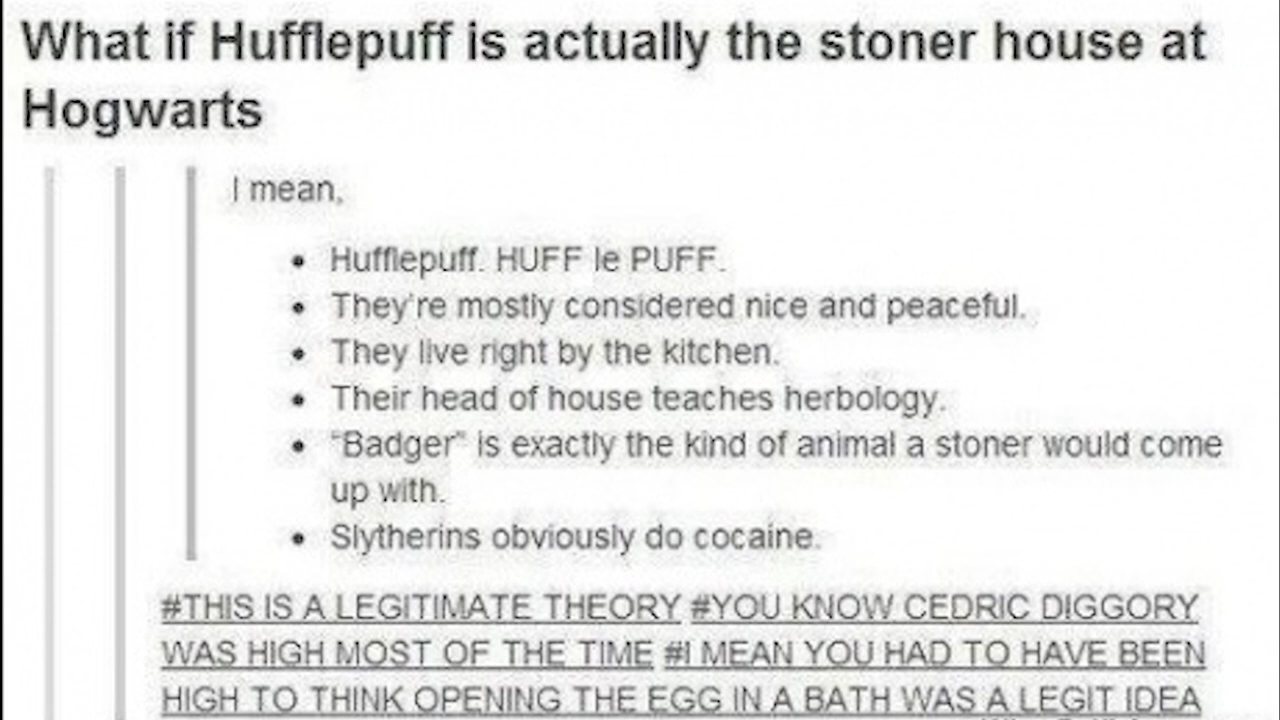 What if Hufflepuff is actually the stoner house at
Hogwarts
I mean,
• Hufflepuff. HUFF le PUFF.
• They're mostly considered nice and peaceful.
• They live right by the kitchen.
• Their head of house teaches herbology.
• "Badger" is exactly the kind of animal a stoner would come
up with.
• Slytherins obviously do cocaine.
#THIS IS A LEGITIMATE THEORY #YOU KNOW CEDRIC DIGGORY
WAS HIGH MOST OF THE TIME #I MEAN YOU HAD TO HAVE BEEN
HIGH TO THINK OPENING THE EGG IN A BATH WAS A LEGIT IDEA